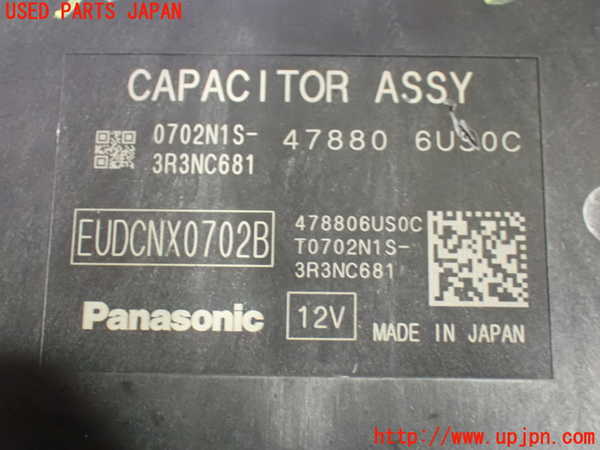 USED PARTS JAPAN
CAPACITOR ASSY
0702N1S- 47880 6US0C
3R3NC681
EUDCNX0702B
478806US0C
T0702N1S-
3R3NC681
Panasonic
12V
MADE IN JAPAN
http://www.upjpn.com